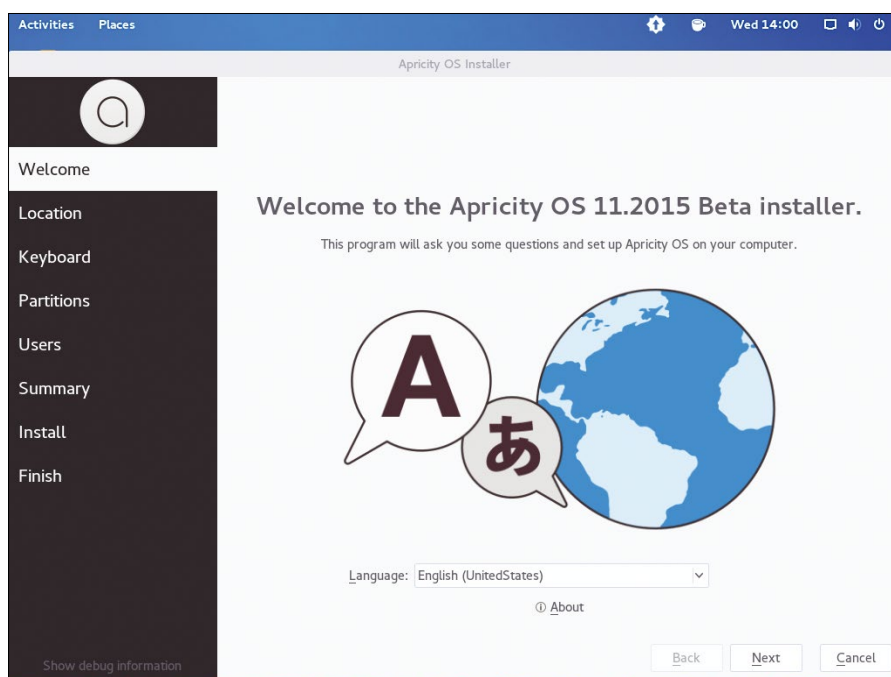 Activities Places Wed 14:00
Apricity OS Installer
a
Welcome
Location
Keyboard
Partitions
Users
Summary
Install
Finish
Show debug information
Welcome to the Apricity OS 11.2015 Beta installer.
This program will ask you some questions and set up Apricity OS on your computer.
A
あ
Language: English (UnitedStates)
About
Back Next Cancel